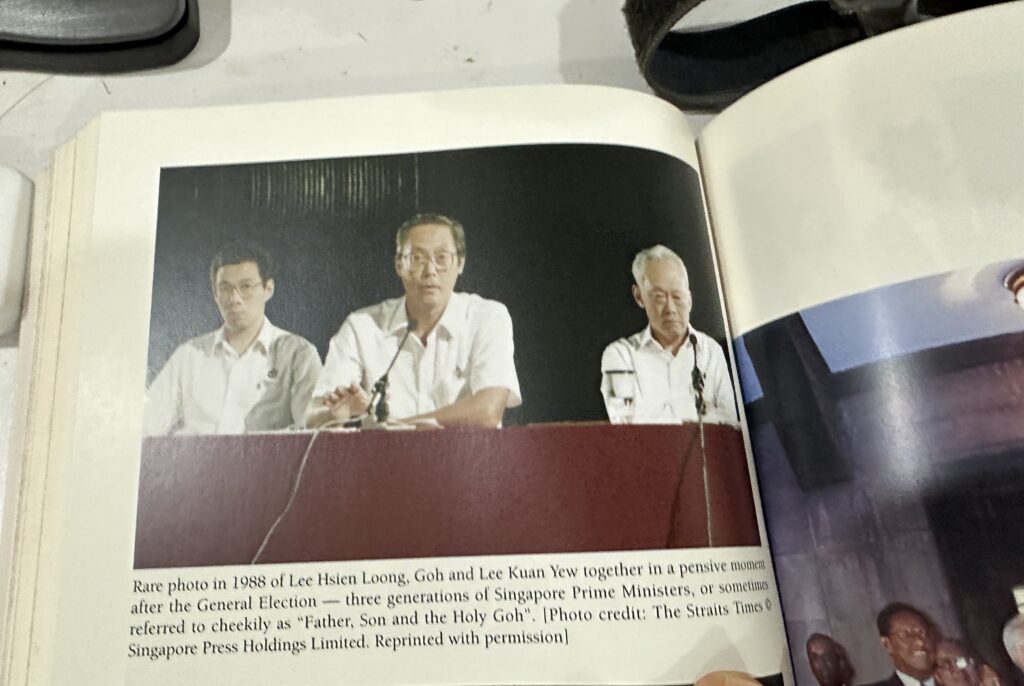 Rare photo in 1988 of Lee Hsien Loong, Goh and Lee Kuan Yew together in a pensive moment
after the General Election — three generations of Singapore Prime Ministers, or sometimes
referred to cheekily as “Father, Son and the Holy Goh”. [Photo credit: The Straits Times ©
Singapore Press Holdings Limited. Reprinted with permission]